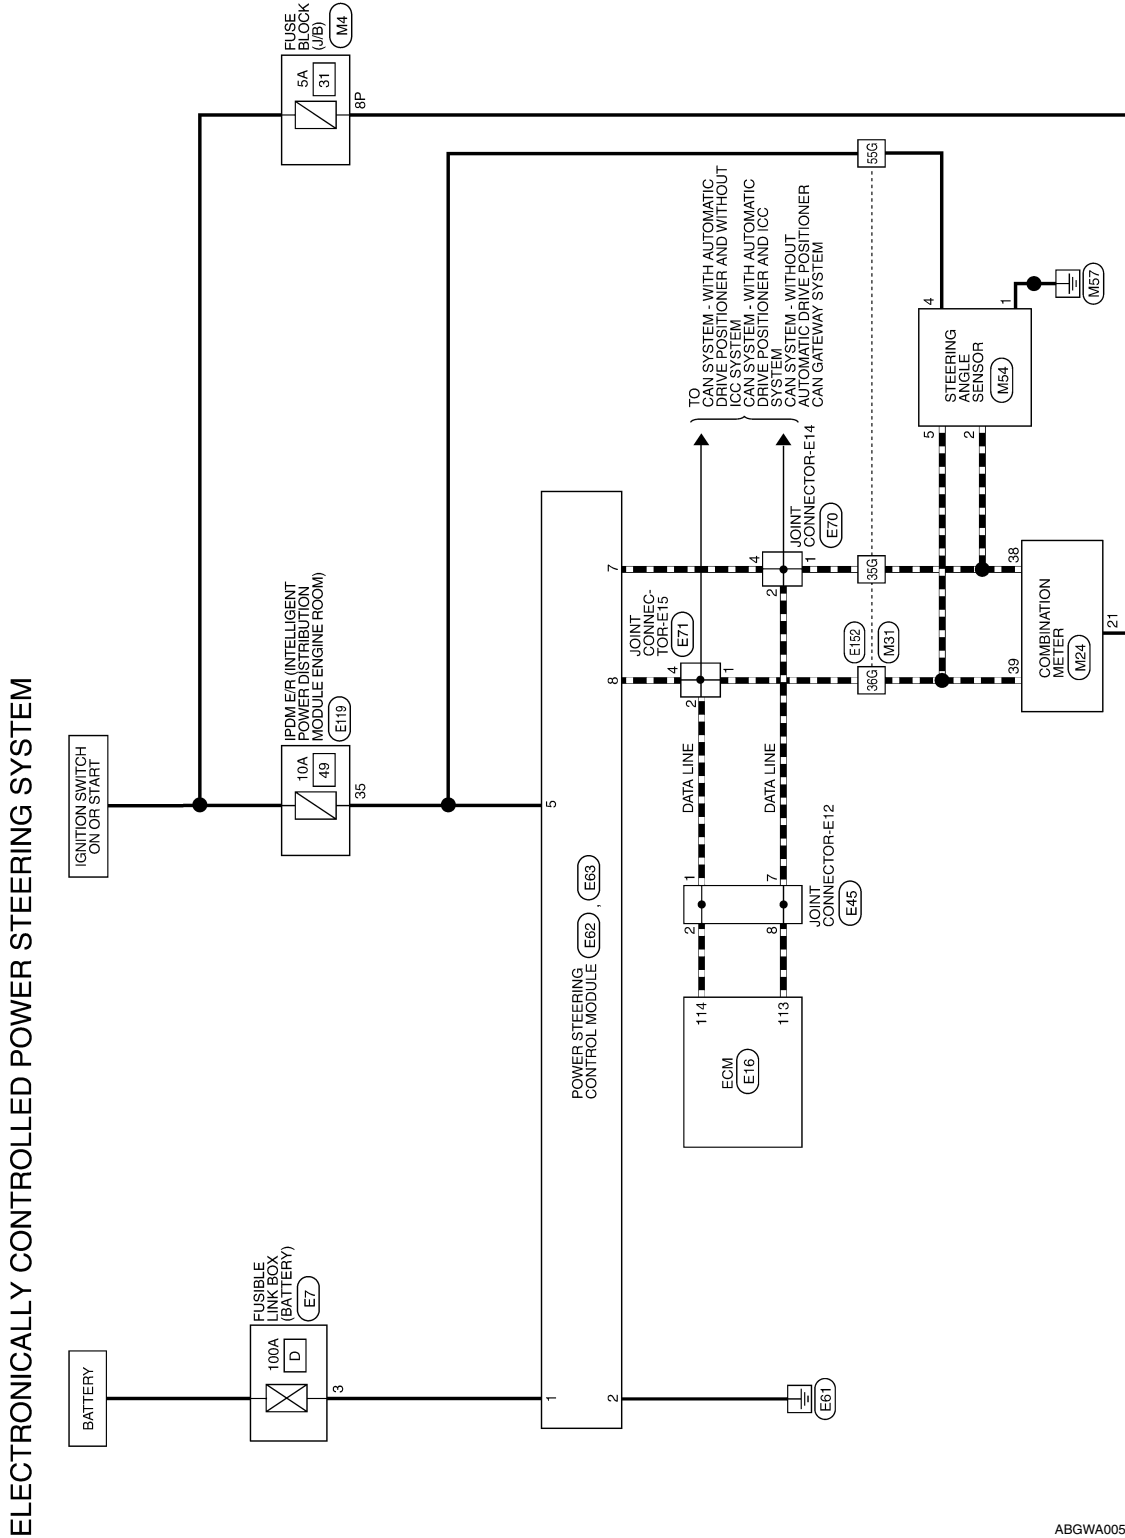 ELECTRONICALLY CONTROLLED POWER STEERING SYSTEM
BATTERY
IGNITION SWITCH
ON OR START
100A
D
FUSIBLE
LINK BOX
(BATTERY)
E7
3
10A
49
IPDM E/R (INTELLIGENT
POWER DISTRIBUTION
MODULE ENGINE ROOM)
E119
35
5A
31
FUSE
BLOCK
(J/B)
M4
8P
1
5
POWER STEERING
CONTROL MODULE
E62
,
E63
2
8
7
E61
ECM
E16
114
113
2
1
8
7
JOINT
CONNECTOR-E12
E45
DATA LINE
DATA LINE
JOINT
CONNEC-
TOR-E15
E71
4
2
1
4
2
1
JOINT
CONNECTOR-E14
E70
TO
CAN SYSTEM - WITH AUTOMATIC
DRIVE POSITIONER AND WITHOUT
ICC SYSTEM
CAN SYSTEM - WITH AUTOMATIC
DRIVE POSITIONER AND ICC
SYSTEM
CAN SYSTEM - WITHOUT
AUTOMATIC DRIVE POSITIONER
CAN GATEWAY SYSTEM
36G
E152
M31
35G
55G
5
2
4
1
STEERING
ANGLE
SENSOR
M54
M57
39
38
COMBINATION
METER
M24
21
ABGWA005